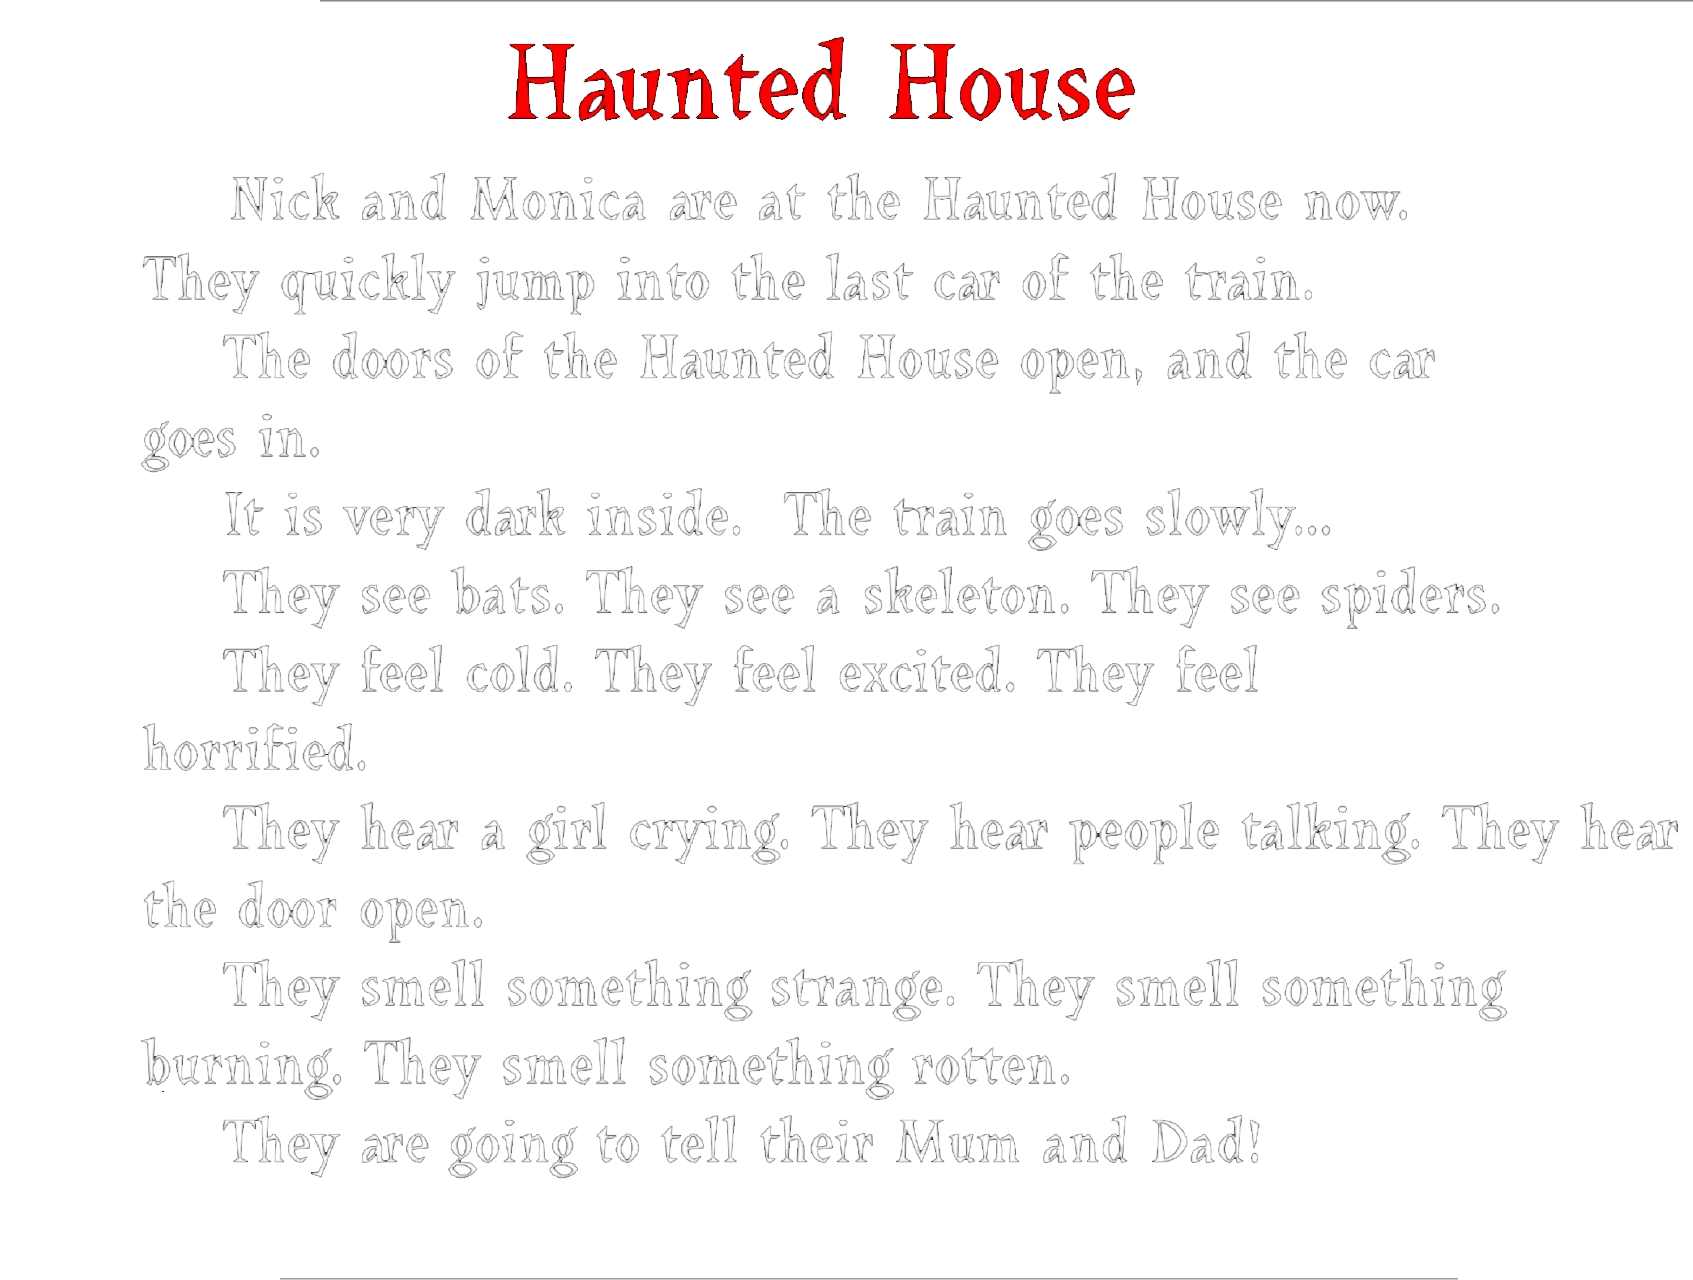 Haunted House
Nick and Monica are at the Haunted House now.
They quickly jump into the last car of the train.
The doors of the Haunted House open, and the car
goes in.
It is very dark inside.  The train goes slowly...
They see bats. They see a skeleton. They see spiders.
They feel cold. They feel excited. They feel
horrified.
They hear a girl crying. They hear people talking. They hear
the door open.
They smell something strange. They smell something
burning. They smell something rotten.
They are going to tell their Mum and Dad!